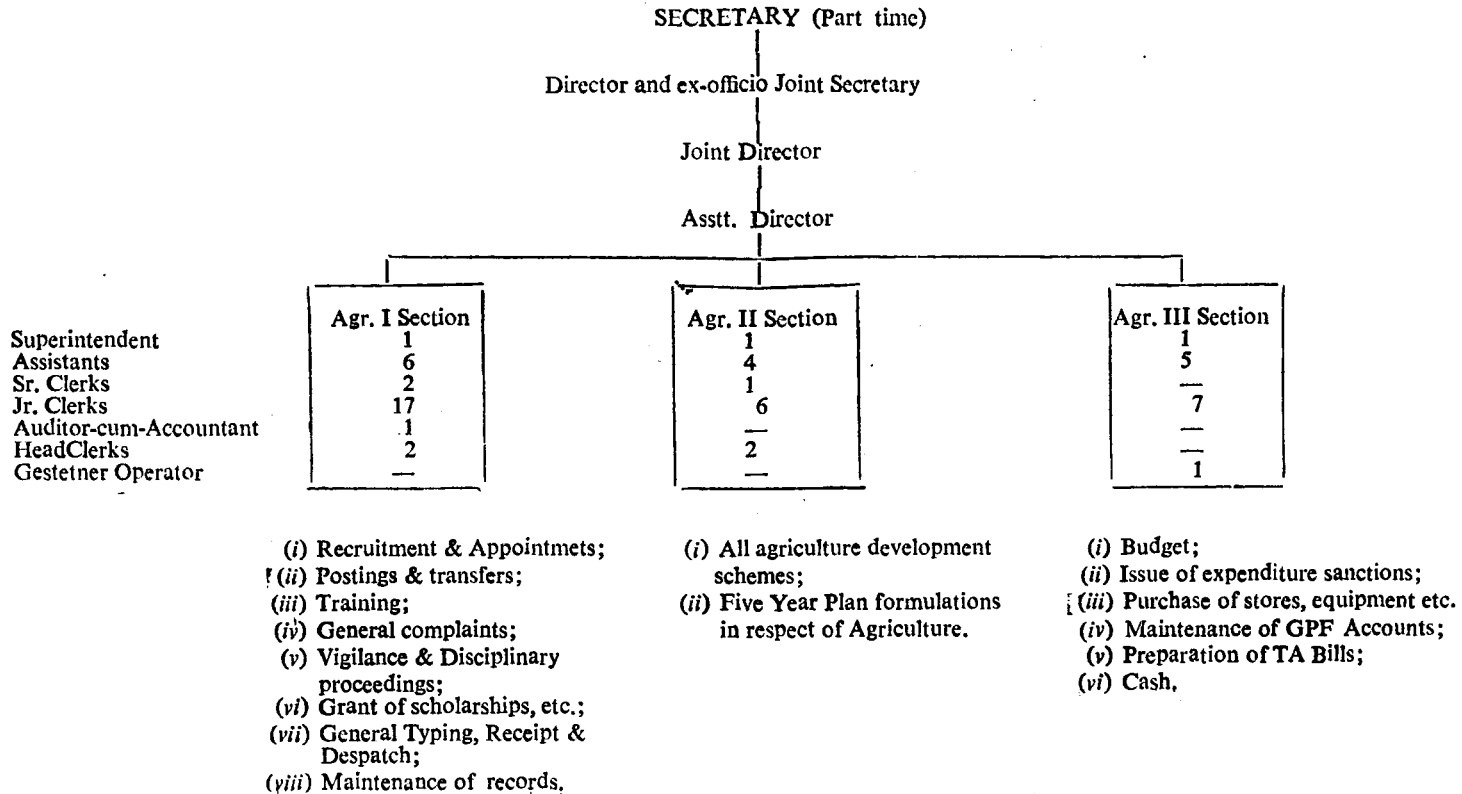 SECRETARY (Part time)
Director and ex-officio Joint Secretary
Joint Director
Asstt. Director
Agr. I Section Agr. II Section Agr. III Section
Superintendent 1 1 1
Assistants 6 4 5
Sr. Clerks 2 1 —
Jr. Clerks 17 6 7
Auditor-cum-Accountant 1 — —
HeadClerks 2 2 —
Gestetner Operator — — 1
(i) Recruitment & Appointmets;
(ii) Postings & transfers;
(iii) Training;
(iv) General complaints;
(v) Vigilance & Disciplinary
proceedings;
(vi) Grant of scholarships, etc.;
(vii) General Typing, Receipt &
Despatch;
(viii) Maintenance of records.
(i) All agriculture development
schemes;
(ii) Five Year Plan formulations
in respect of Agriculture.
(i) Budget;
(ii) Issue of expenditure sanctions;
(iii) Purchase of stores, equipment etc.
(iv) Maintenance of GPF Accounts;
(v) Preparation of TA Bills;
(vi) Cash.